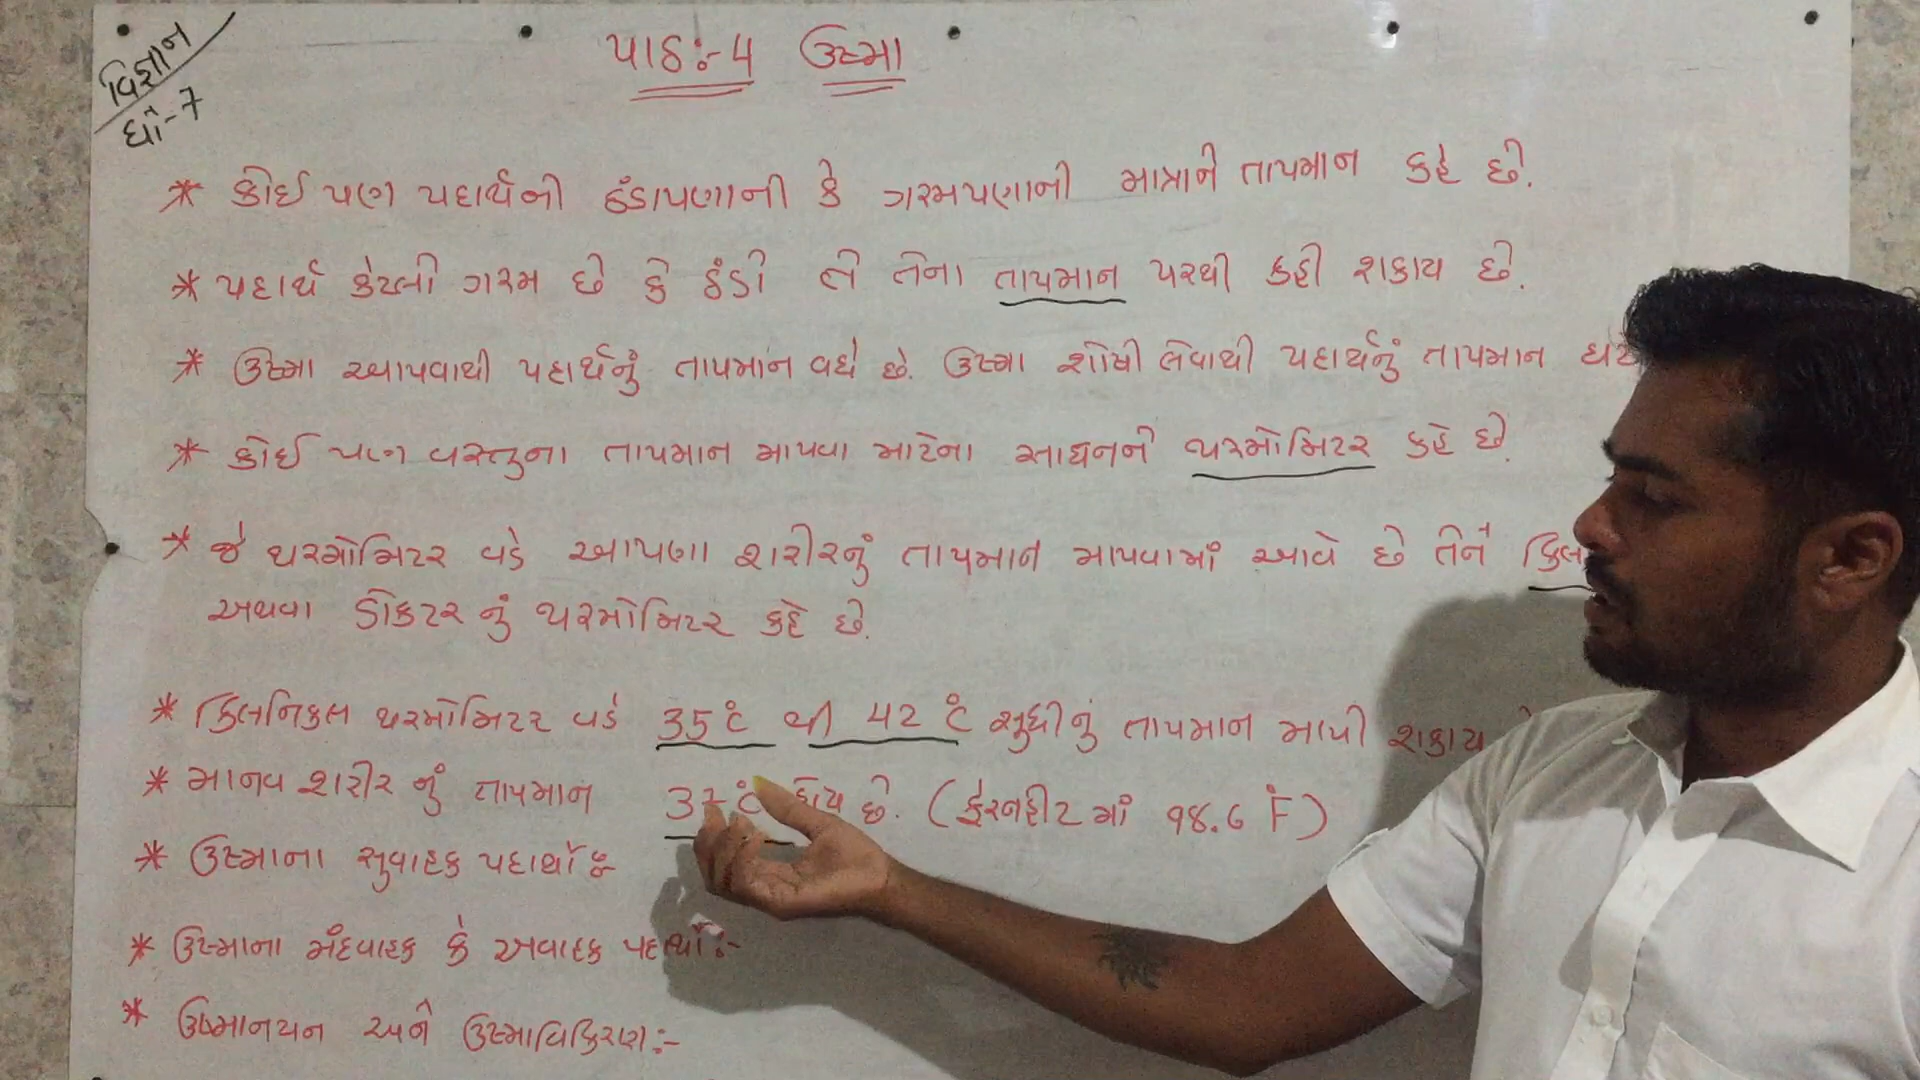 વિજ્ઞાન
ધો-7
પાઠઃ-4 ઉષ્મા
* કોઈ પણ પદાર્થની ઠંડાપણાની કે ગરમપણાની માત્રાને તાપમાન કહે છે.
* પદાર્થ કેટલો ગરમ છે કે ઠંડો તે તેના તાપમાન પરથી કહી શકાય છે.
* ઉષ્મા આપવાથી પદાર્થનું તાપમાન વધે છે. ઉષ્મા શોષી લેવાથી પદાર્થનું તાપમાન
* કોઈ પણ વસ્તુના તાપમાન માપવા માટેના સાધનને થરમોમિટર કહે છે.
* જે થરમોમિટર વડે આપણા શરીરનું તાપમાન માપવામાં આવે છે તેને
અથવા ડોકટર નું થરમોમિટર કહે છે.
* ક્લિનિકલ થરમોમિટર વડે 35°C થી 42°C સુધીનું તાપમાન માપી શકાય
* માનવ શરીર નું તાપમાન 37°C હોય છે. (ફેરનહીટ માં 98.6 °F)
* ઉષ્માના સુવાહક પદાર્થોઃ-
* ઉષ્માના મંદવાહક કે અવાહક પદાર્થોઃ-
* ઉષ્માનયન અને ઉષ્માવિકિરણઃ-